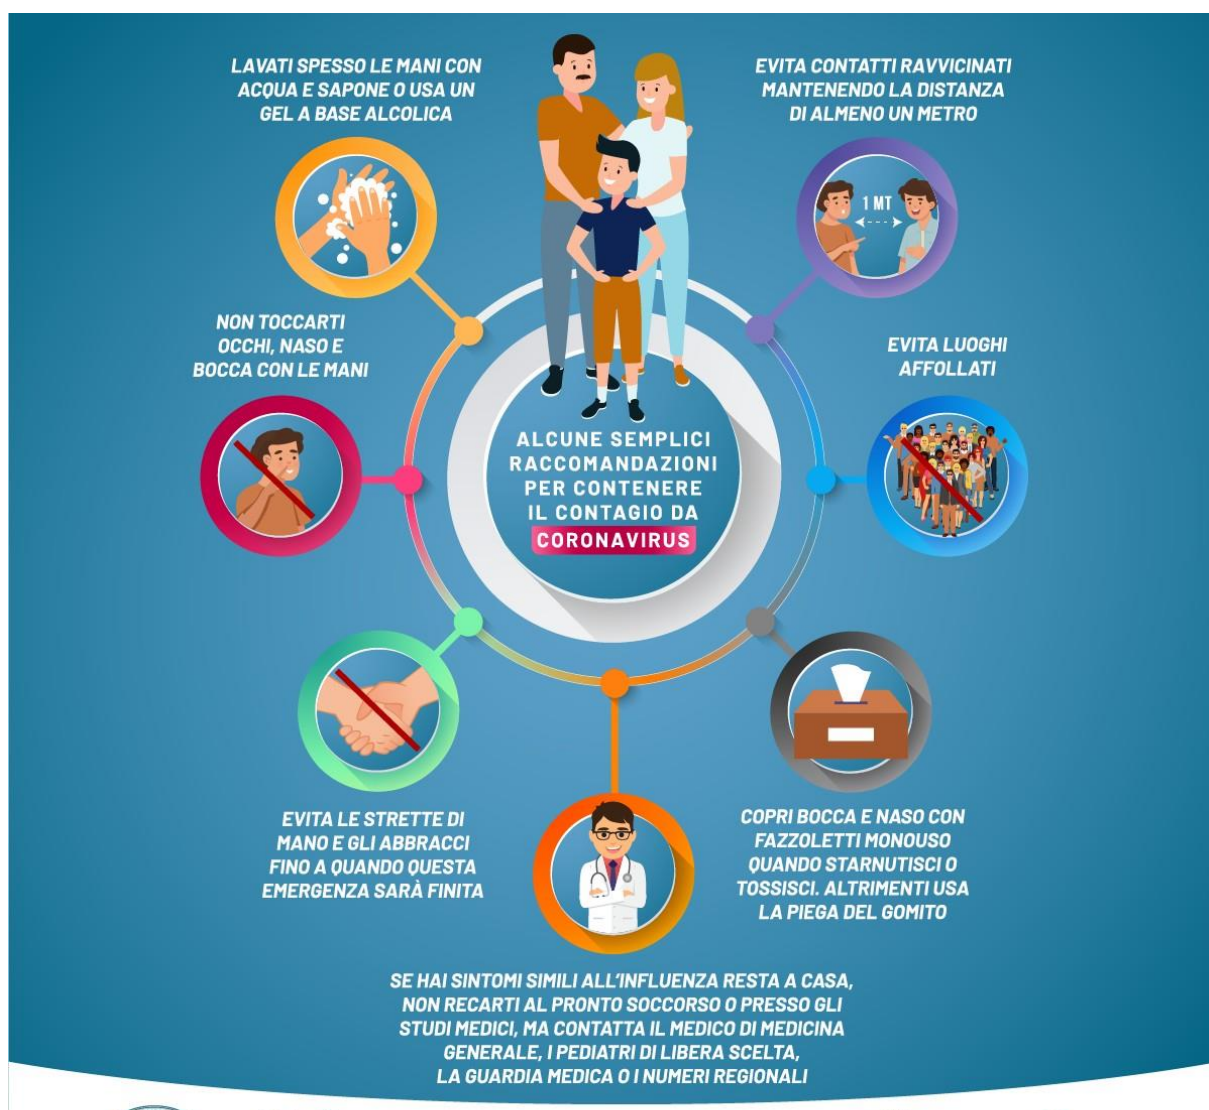 LAVATI SPESSO LE MANI CON
ACQUA E SAPONE O USA UN
GEL A BASE ALCOLICA
EVITA CONTATTI RAVVICINATI
MANTENENDO LA DISTANZA
DI ALMENO UN METRO
1 MT
NON TOCCARTI
OCCHI, NASO E
BOCCA CON LE MANI
EVITA LUOGHI
AFFOLLATI
ALCUNE SEMPLICI
RACCOMANDAZIONI
PER CONTENERE
IL CONTAGIO DA
CORONAVIRUS
EVITA LE STRETTE DI
MANO E GLI ABBRACCI
FINO A QUANDO QUESTA
EMERGENZA SARÀ FINITA
COPRI BOCCA E NASO CON
FAZZOLETTI MONOUSO
QUANDO STARNUTISCI O
TOSSISCI. ALTRIMENTI USA
LA PIEGA DEL GOMITO
SE HAI SINTOMI SIMILI ALL'INFLUENZA RESTA A CASA,
NON RECARTI AL PRONTO SOCCORSO O PRESSO GLI
STUDI MEDICI, MA CONTATTA IL MEDICO DI MEDICINA
GENERALE, I PEDIATRI DI LIBERA SCELTA,
LA GUARDIA MEDICA O I NUMERI REGIONALI